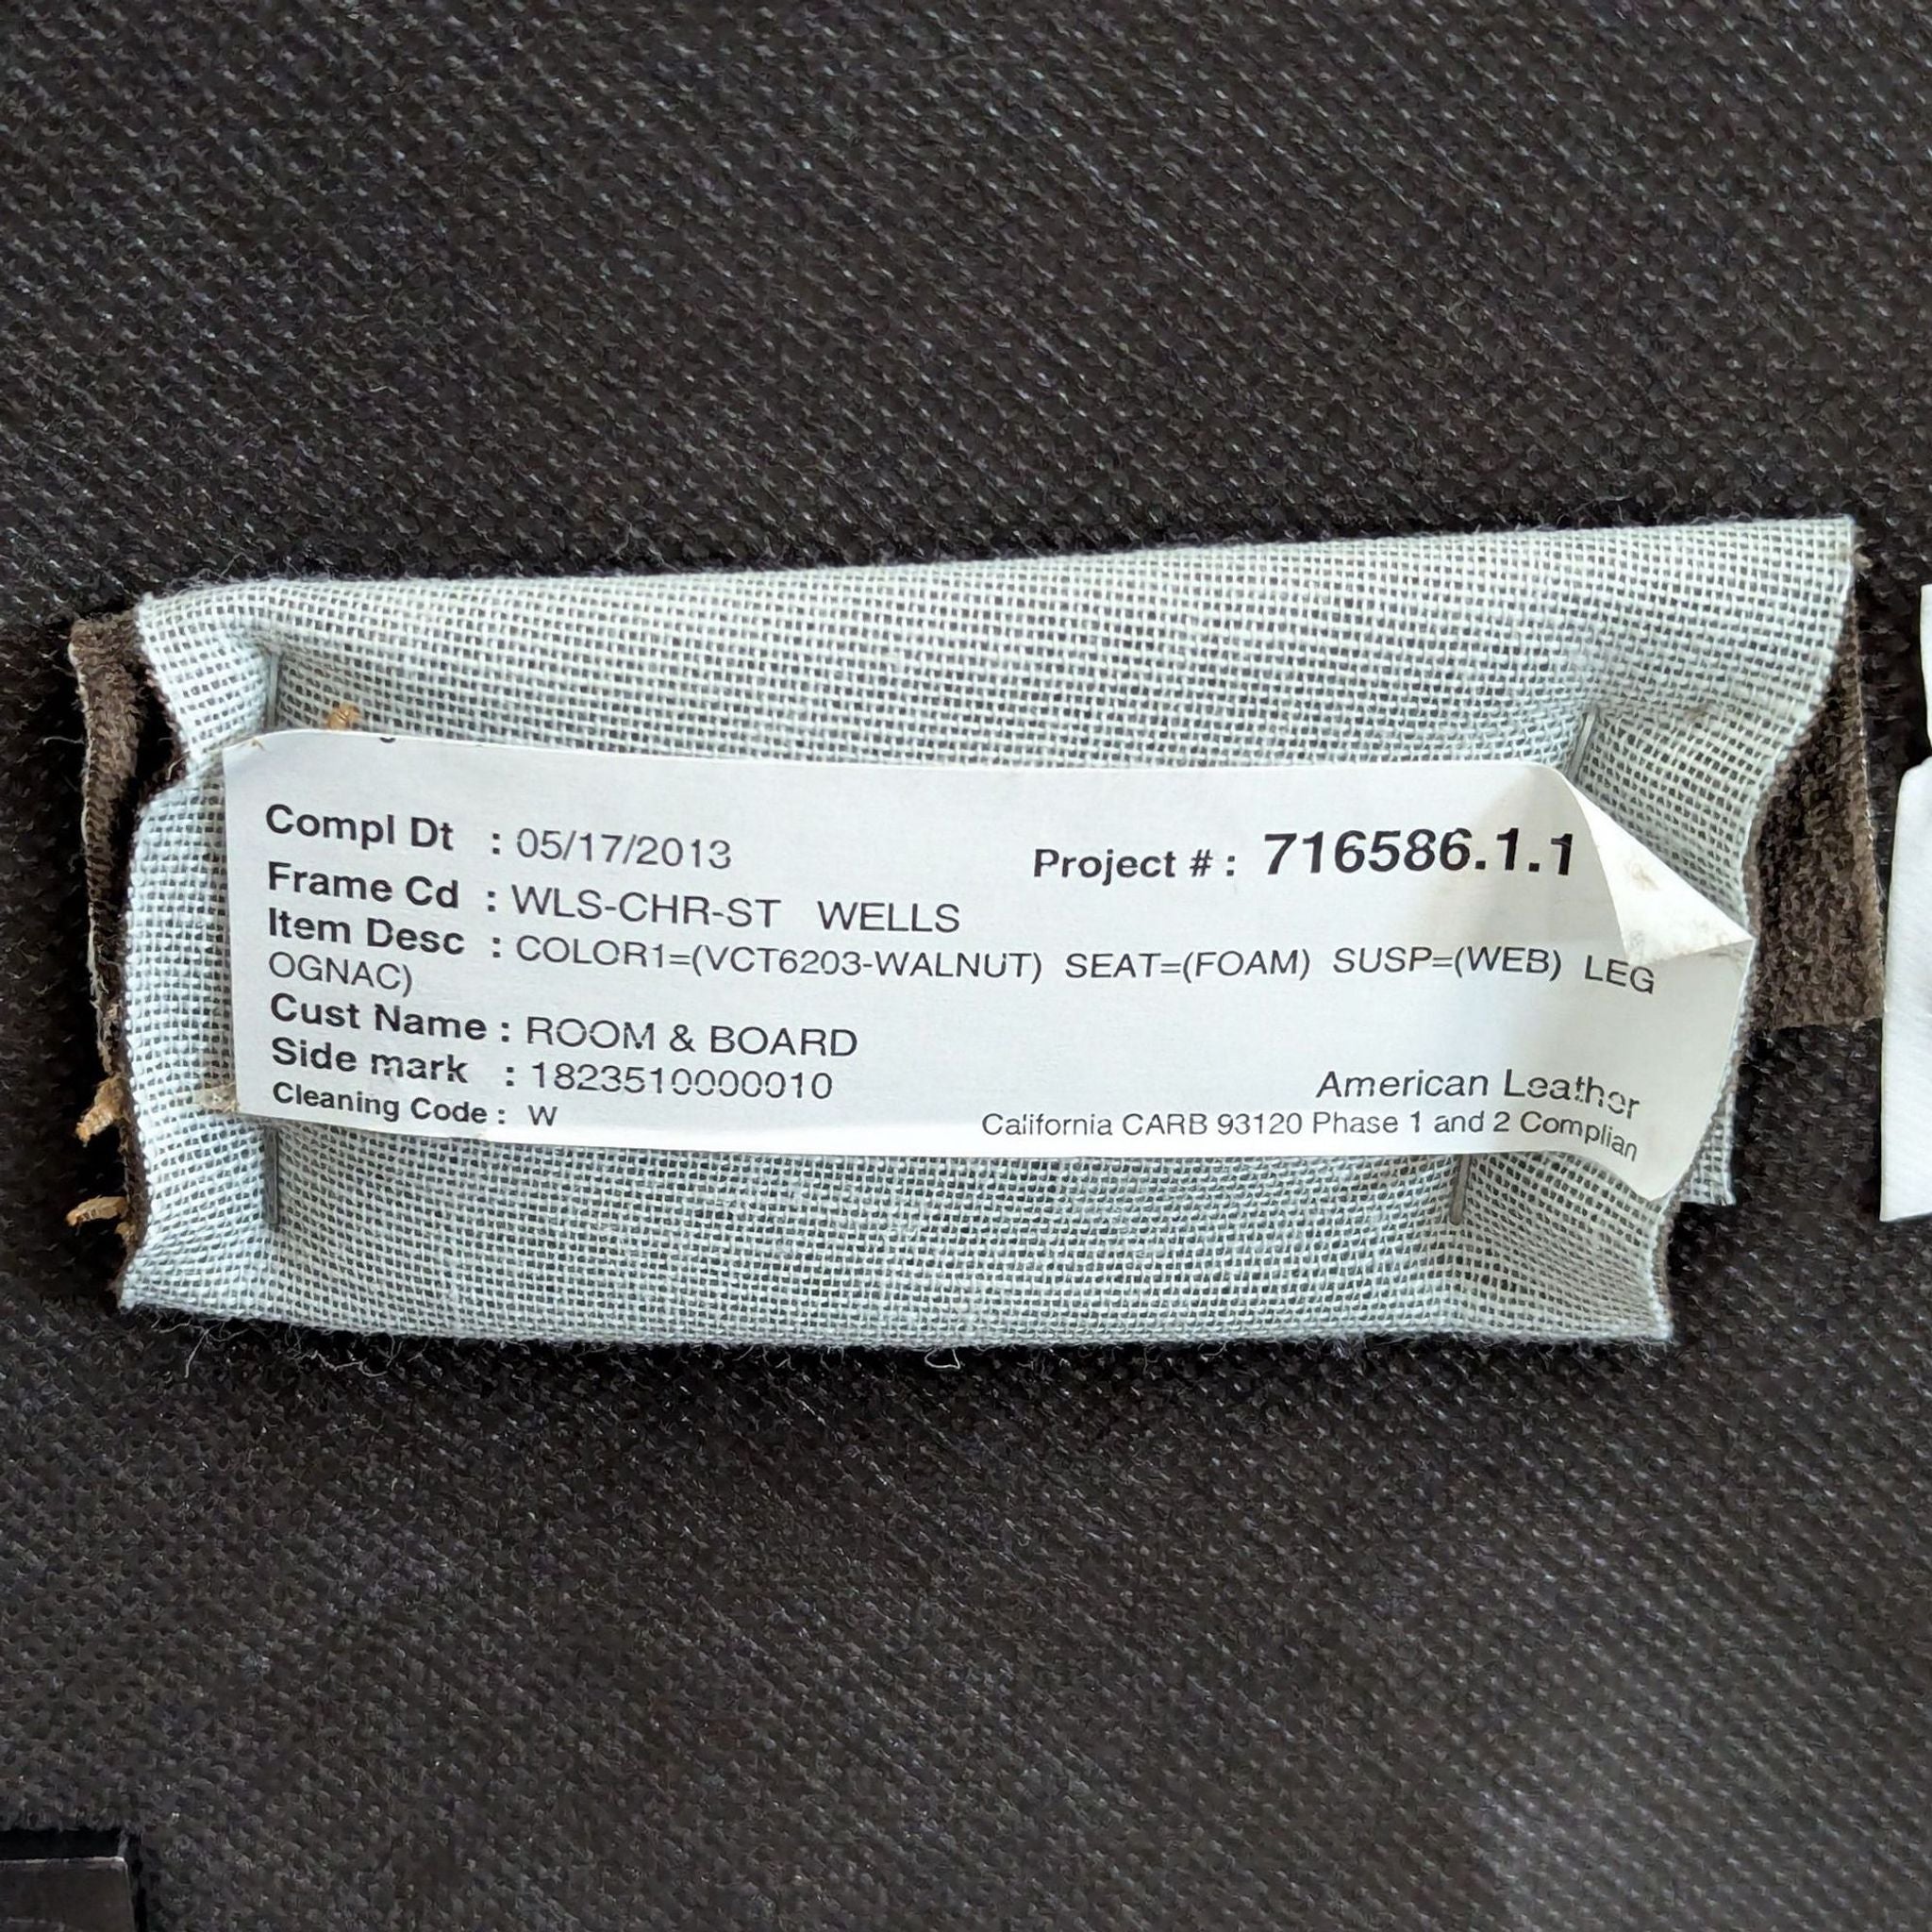 Compl Dt : 05/17/2013 Project # : 716586.1.1
Frame Cd : WLS-CHR-ST WELLS
Item Desc : COLOR1=(VCT6203-WALNUT) SEAT=(FOAM) SUSP=(WEB) LEG
OGNAC)
Cust Name : ROOM & BOARD
Side mark : 1823510000010 American Leather
Cleaning Code : W California CARB 93120 Phase 1 and 2 Complian